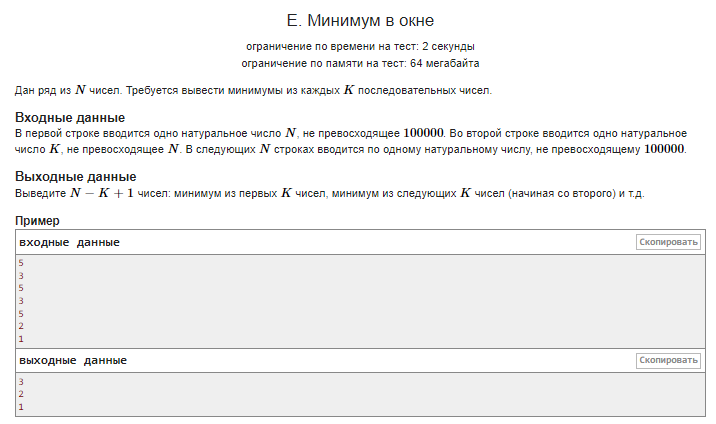 E. Минимум в окне
ограничение по времени на тест: 2 секунды
ограничение по памяти на тест: 64 мегабайта
Дан ряд из N чисел. Требуется вывести минимумы из каждых K последовательных чисел.
Входные данные
В первой строке вводится одно натуральное число N, не превосходящее 100000. Во второй строке вводится одно натуральное
число K, не превосходящее N. В следующих N строках вводится по одному натуральному числу, не превосходящему 100000.
Выходные данные
Выведите N − K + 1 чисел: минимум из первых K чисел, минимум из следующих K чисел (начиная со второго) и т.д.
Пример
входные данные
Скопировать
5
3
5
3
5
2
1
выходные данные
Скопировать
3
2
1